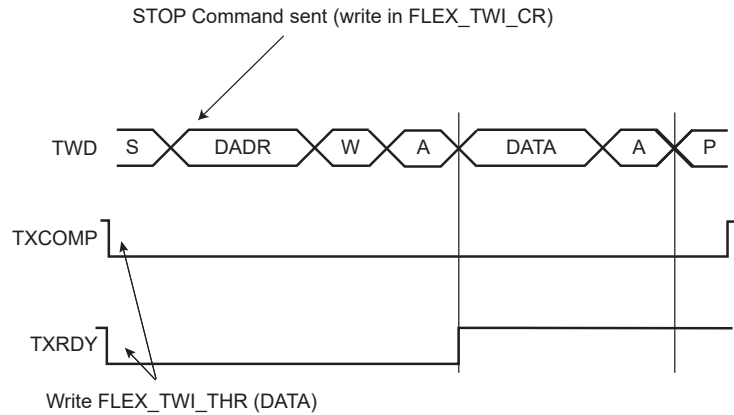 STOP Command sent (write in FLEX_TWI_CR)
TWD S DADR W A DATA A P
TXCOMP
TXRDY
Write FLEX_TWI_THR (DATA)